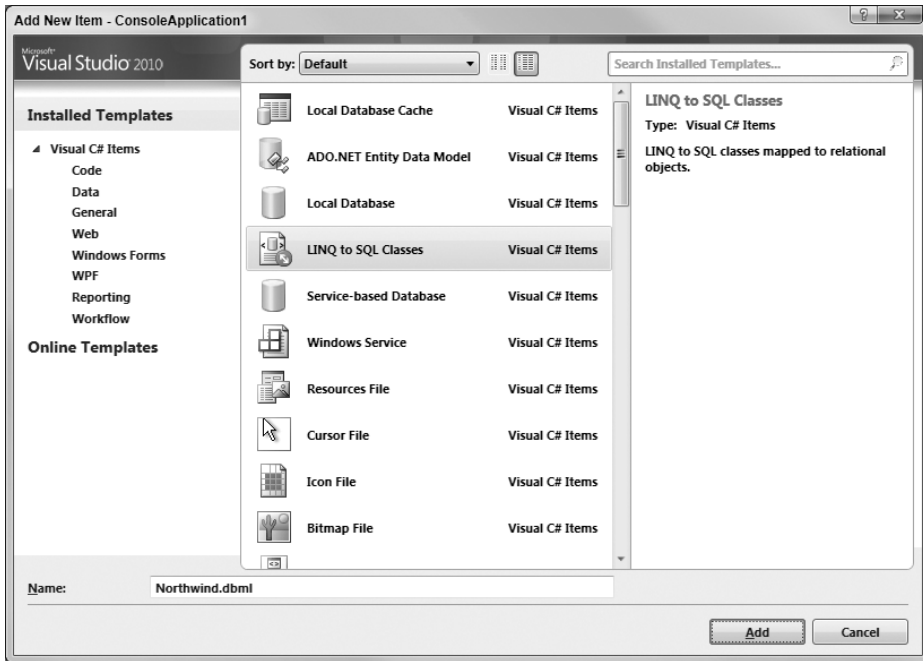 Add New Item - ConsoleApplication1
Microsoft®
Visual Studio 2010
Sort by: Default
Search Installed Templates...
Installed Templates
Visual C# Items
Code
Data
General
Web
Windows Forms
WPF
Reporting
Workflow
Online Templates
Local Database Cache Visual C# Items
ADO.NET Entity Data Model Visual C# Items
Local Database Visual C# Items
LINQ to SQL Classes Visual C# Items
Service-based Database Visual C# Items
Windows Service Visual C# Items
Resources File Visual C# Items
Cursor File Visual C# Items
Icon File Visual C# Items
Bitmap File Visual C# Items
LINQ to SQL Classes
Type: Visual C# Items
LINQ to SQL classes mapped to relational
objects.
Name: Northwind.dbml
Add Cancel